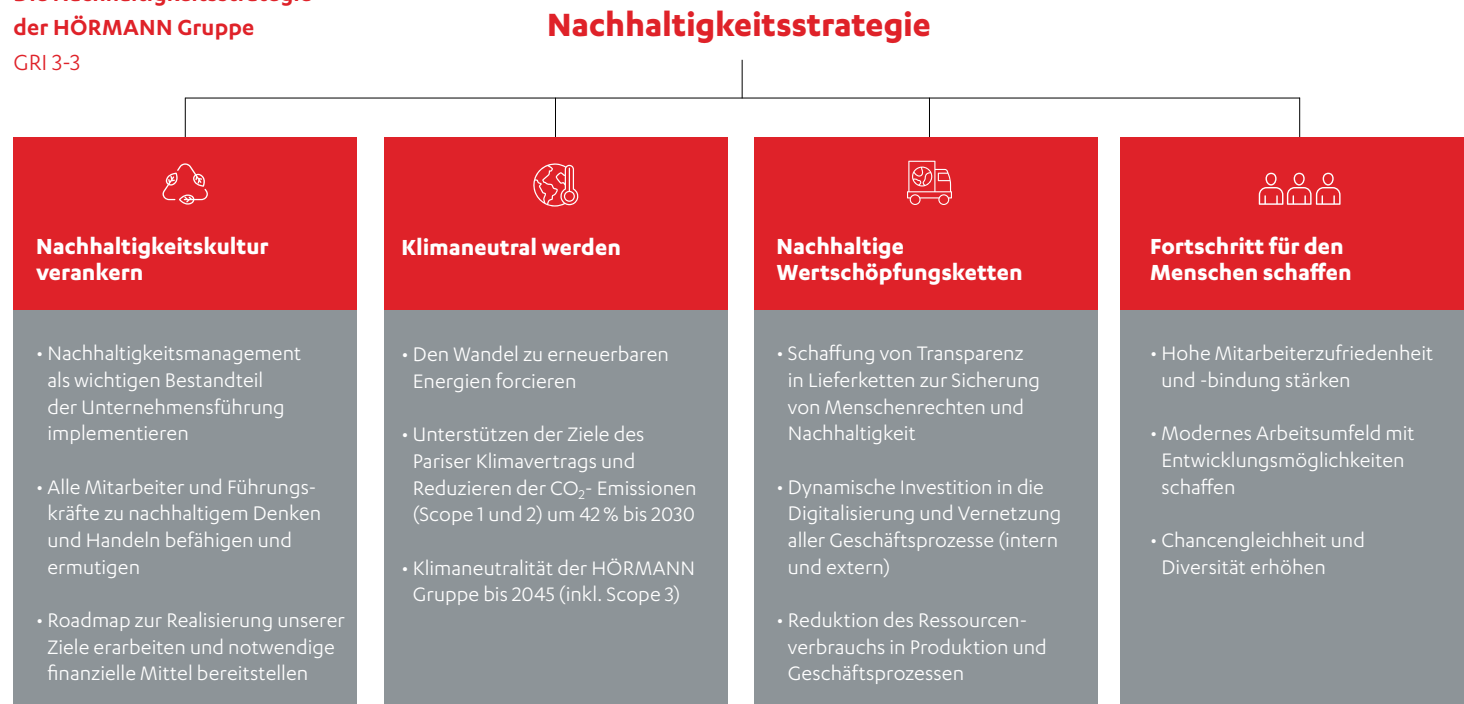 Die Nachhaltigkeitsstrategie
der HÖRMANN Gruppe
GRI 3-3
Nachhaltigkeitsstrategie
Nachhaltigkeitskultur
verankern
• Nachhaltigkeitsmanagement
als wichtigen Bestandteil
der Unternehmensführung
implementieren
• Alle Mitarbeiter und Führungs-
kräfte zu nachhaltigem Denken
und Handeln befähigen und
ermutigen
• Roadmap zur Realisierung unserer
Ziele erarbeiten und notwendige
finanzielle Mittel bereitstellen
Klimaneutral werden
• Den Wandel zu erneuerbaren
Energien forcieren
• Unterstützen der Ziele des
Pariser Klimavertrags und
Reduzieren der CO₂- Emissionen
(Scope 1 und 2) um 42 % bis 2030
• Klimaneutralität der HÖRMANN
Gruppe bis 2045 (inkl. Scope 3)
Nachhaltige
Wertschöpfungsketten
• Schaffung von Transparenz
in Lieferketten zur Sicherung
von Menschenrechten und
Nachhaltigkeit
• Dynamische Investition in die
Digitalisierung und Vernetzung
aller Geschäftsprozesse (intern
und extern)
• Reduktion des Ressourcen-
verbrauchs in Produktion und
Geschäftsprozessen
Fortschritt für den
Menschen schaffen
• Hohe Mitarbeiterzufriedenheit
und -bindung stärken
• Modernes Arbeitsumfeld mit
Entwicklungsmöglichkeiten
schaffen
• Chancengleichheit und
Diversität erhöhen